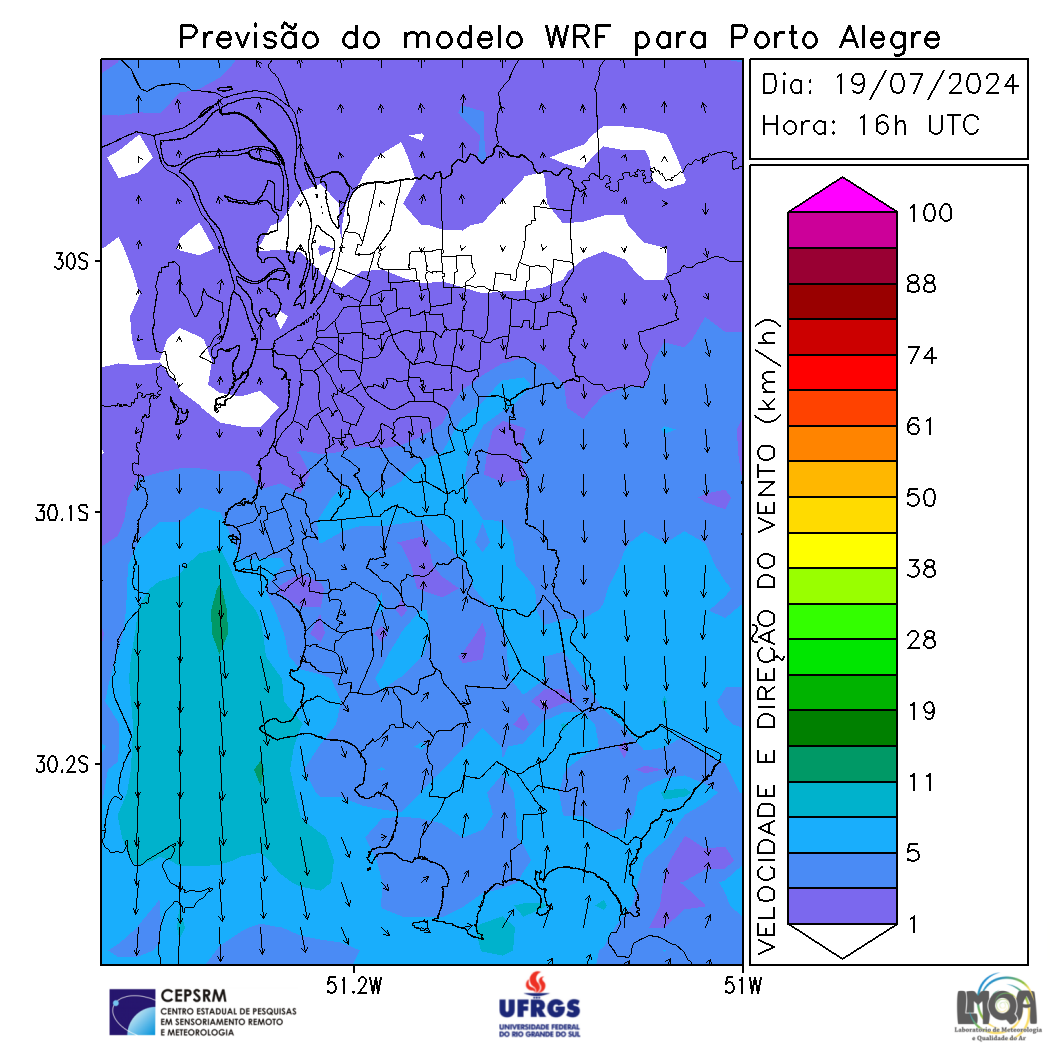 Previsão do modelo WRF para Porto Alegre
Dia: 19/07/2024
Hora: 16h UTC
30S
30.1S
30.2S
51.2W
51W
VELOCIDADE E DIREÇÃO DO VENTO (km/h)
100
88
74
61
50
38
28
19
11
5
1
CEPSRM
CENTRO ESTADUAL DE PESQUISAS
EM SENSORIAMENTO REMOTO
E METEOROLOGIA
UFRGS
UNIVERSIDADE FEDERAL
DO RIO GRANDE DO SUL
LMQA
Laboratório de Meteorologia
e Qualidade do Ar